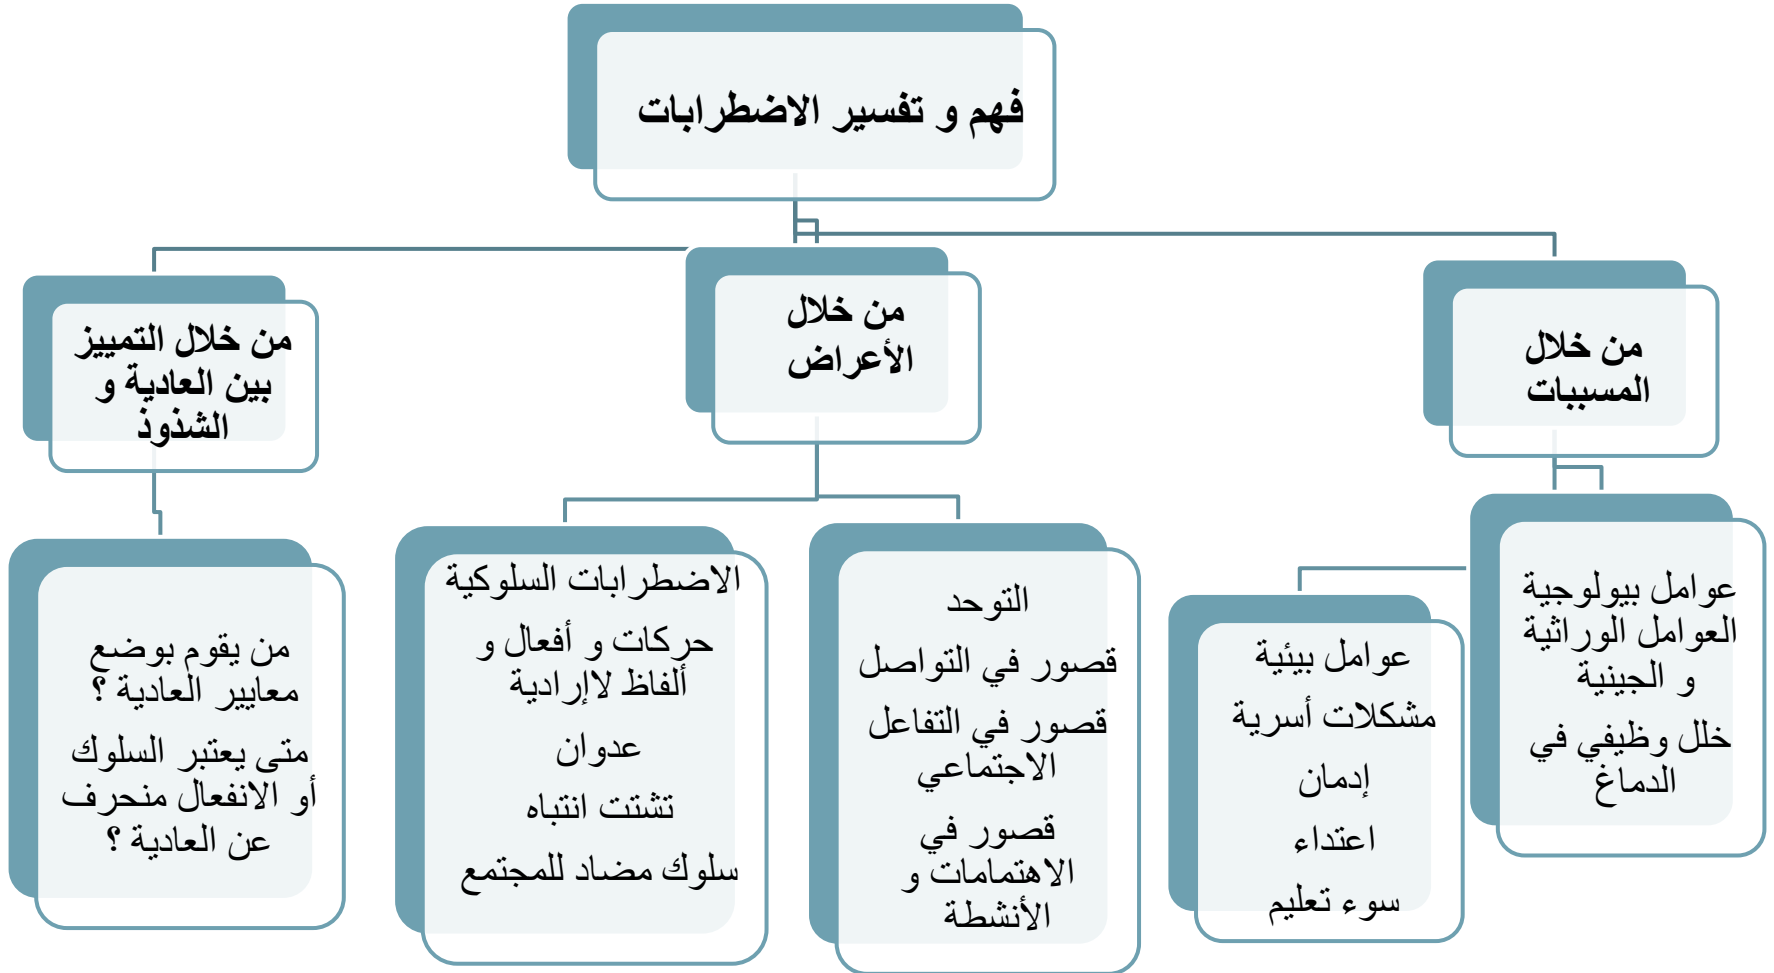 فهم و تفسير الاضطرابات
من خلال
المسببات
من خلال
الأعراض
من خلال التمييز
بين العادية و
الشذوذ
عوامل بيولوجية
العوامل الوراثية
و الجينية
خلل وظيفي في
الدماغ
عوامل بيئية
مشكلات أسرية
إدمان
اعتداء
سوء تعليم
التوحد
قصور في التواصل
قصور في التفاعل
الاجتماعي
قصور في
الاهتمامات و
الأنشطة
الاضطرابات السلوكية
حركات و أفعال و
ألفاظ لاإرادية
عدوان
تشتت انتباه
سلوك مضاد للمجتمع
من يقوم بوضع
معايير العادية ؟
متى يعتبر السلوك
أو الانفعال منحرف
عن العادية ؟